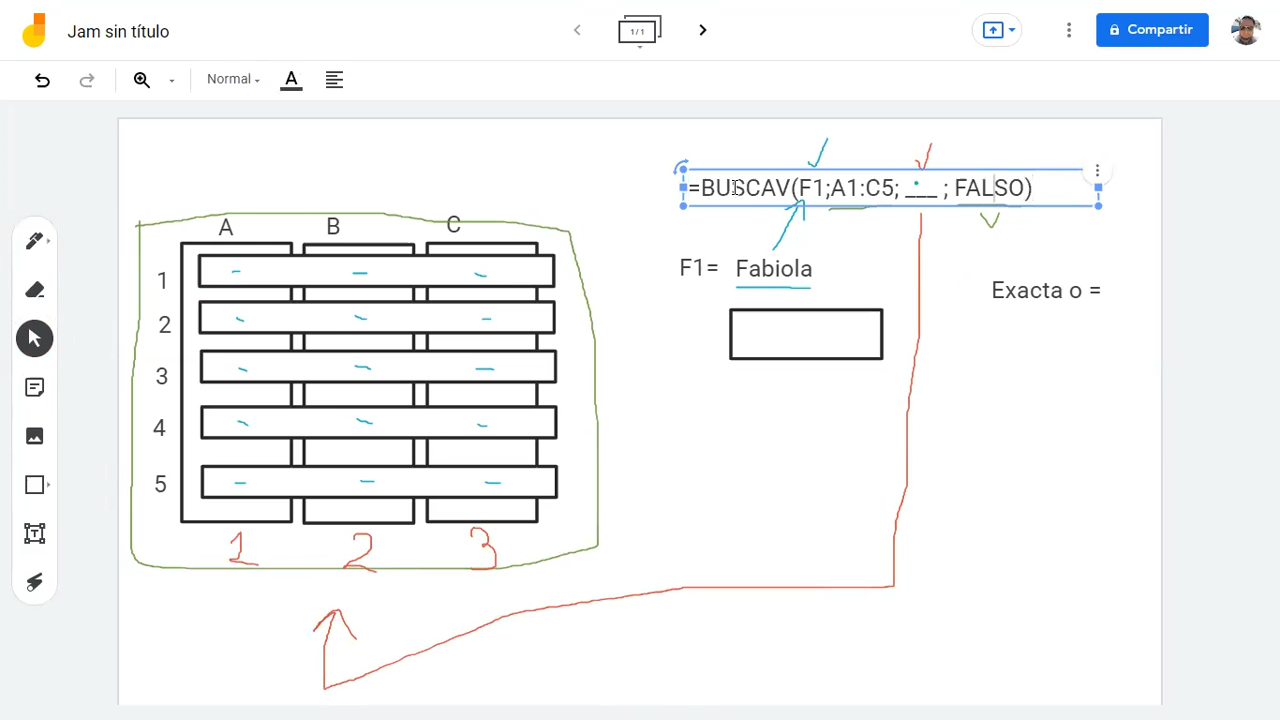 Jam sin título
1/1
Compartir
Normal
A
=BUSCAV(F1;A1:C5; ___ ; FALSO)
A B C
F1= Fabiola
1
Exacta o =
2
3
4
5
1 2 3